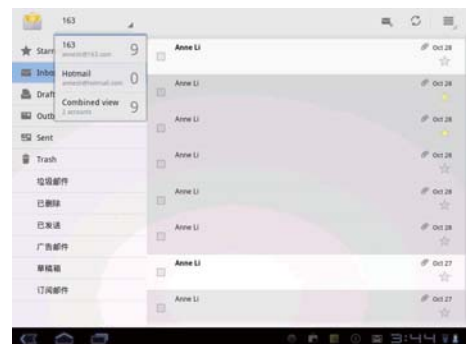 163
163
9
Hotmail
0
Combined view
2 accounts
9
Starr
Inbo
Draft
Outb
Sent
Trash
垃圾邮件
已删除
已发送
广告邮件
草稿箱
订阅邮件
Anne Li
Oct 28
Anne Li
Oct 28
Anne Li
Oct 28
Anne Li
Oct 28
Anne Li
Oct 28
Anne Li
Oct 28
Anne Li
Oct 27
Anne Li
Oct 27
3:44